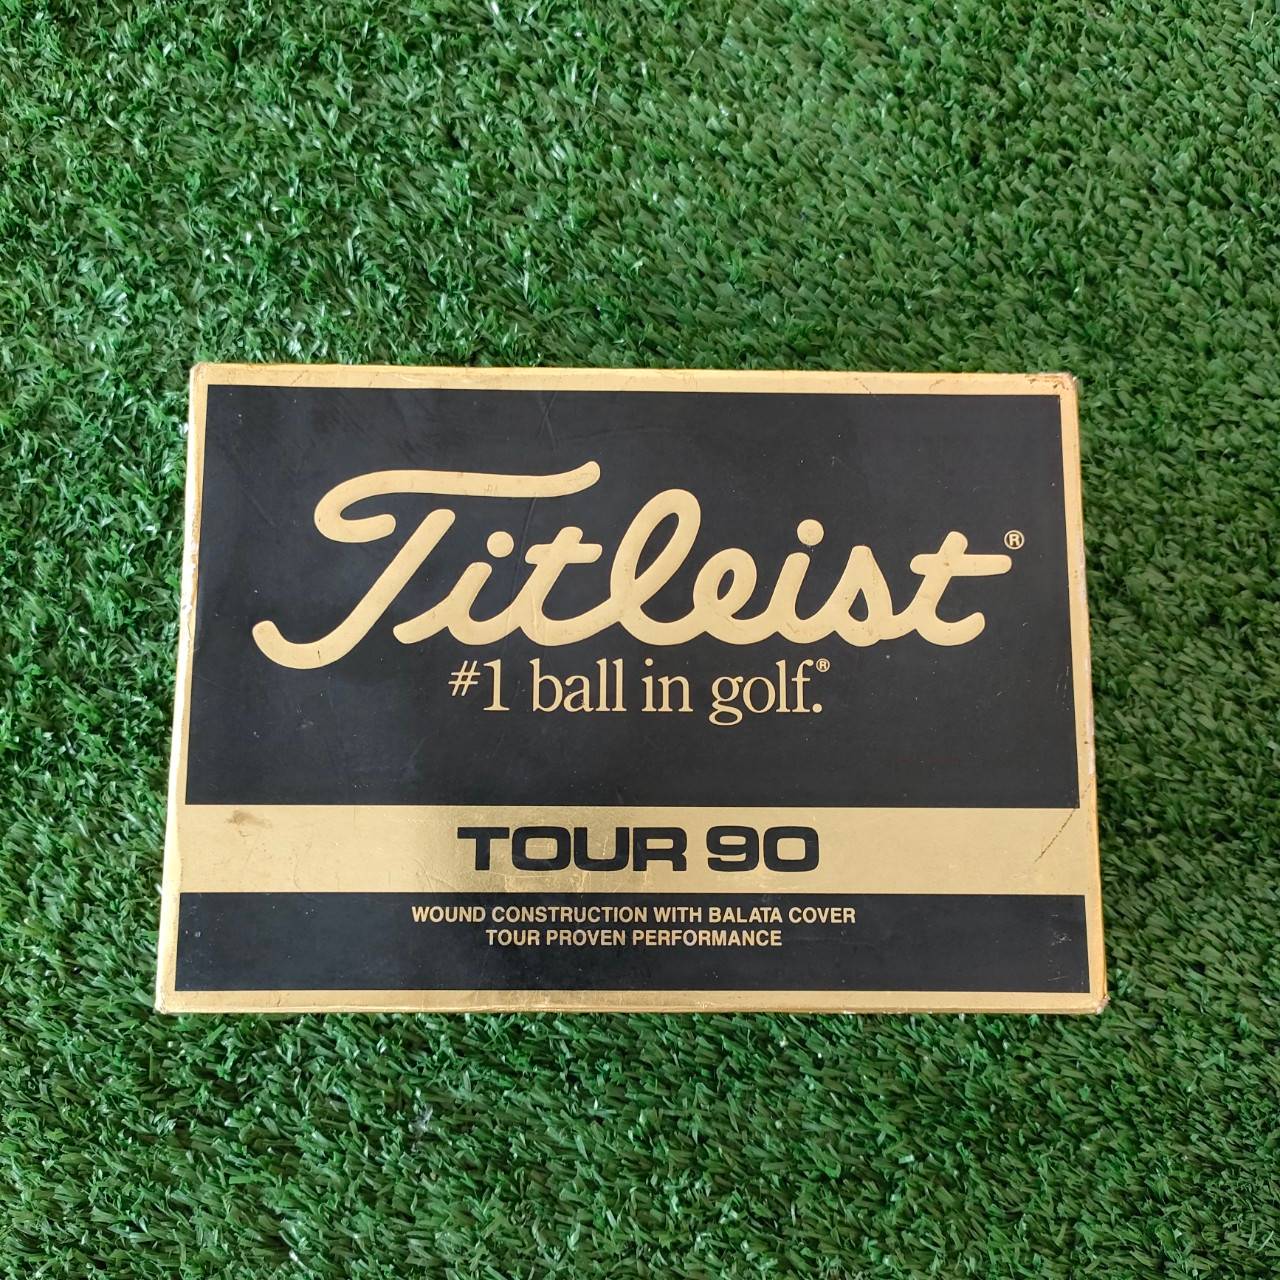 Titleist®
#1 ball in golf.®
TOUR 90
WOUND CONSTRUCTION WITH BALATA COVER
TOUR PROVEN PERFORMANCE